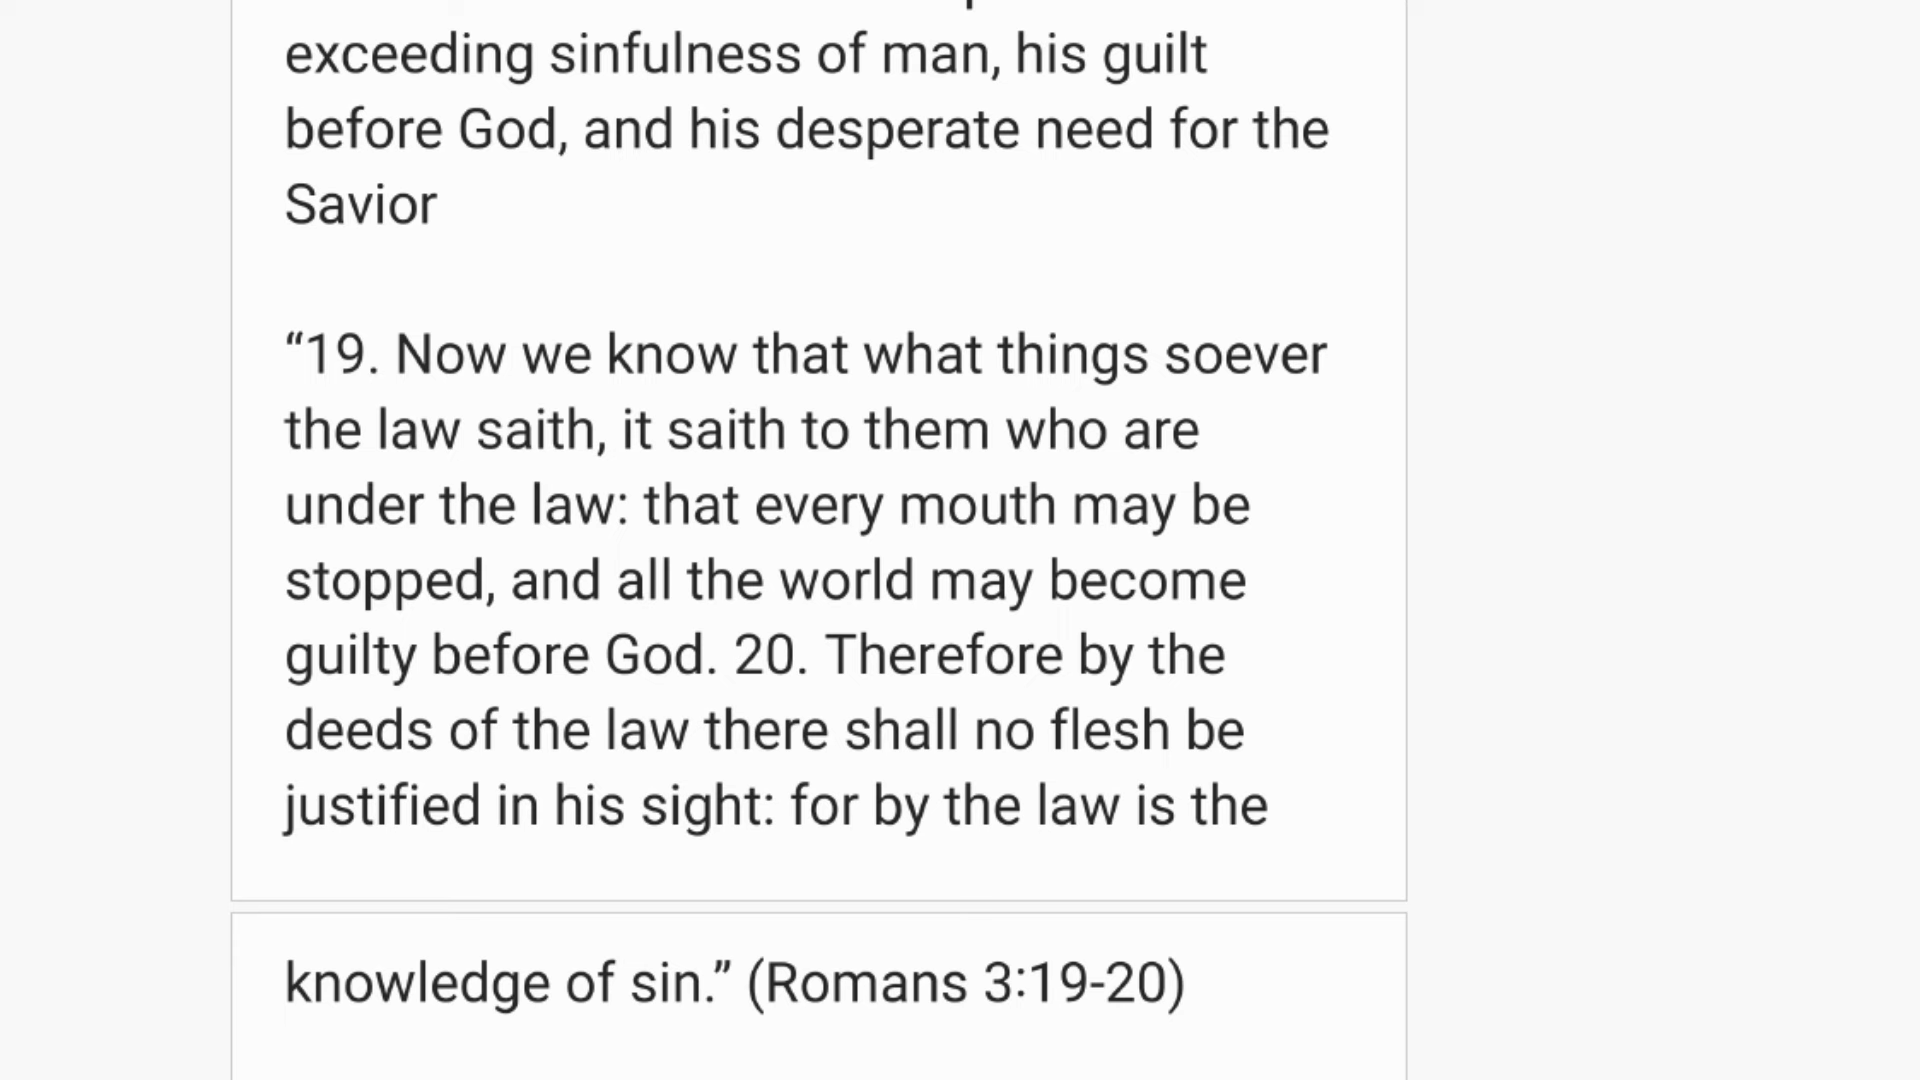 exceeding sinfulness of man, his guilt
before God, and his desperate need for the
Savior
“19. Now we know that what things soever
the law saith, it saith to them who are
under the law: that every mouth may be
stopped, and all the world may become
guilty before God. 20. Therefore by the
deeds of the law there shall no flesh be
justified in his sight: for by the law is the
knowledge of sin.” (Romans 3:19-20)